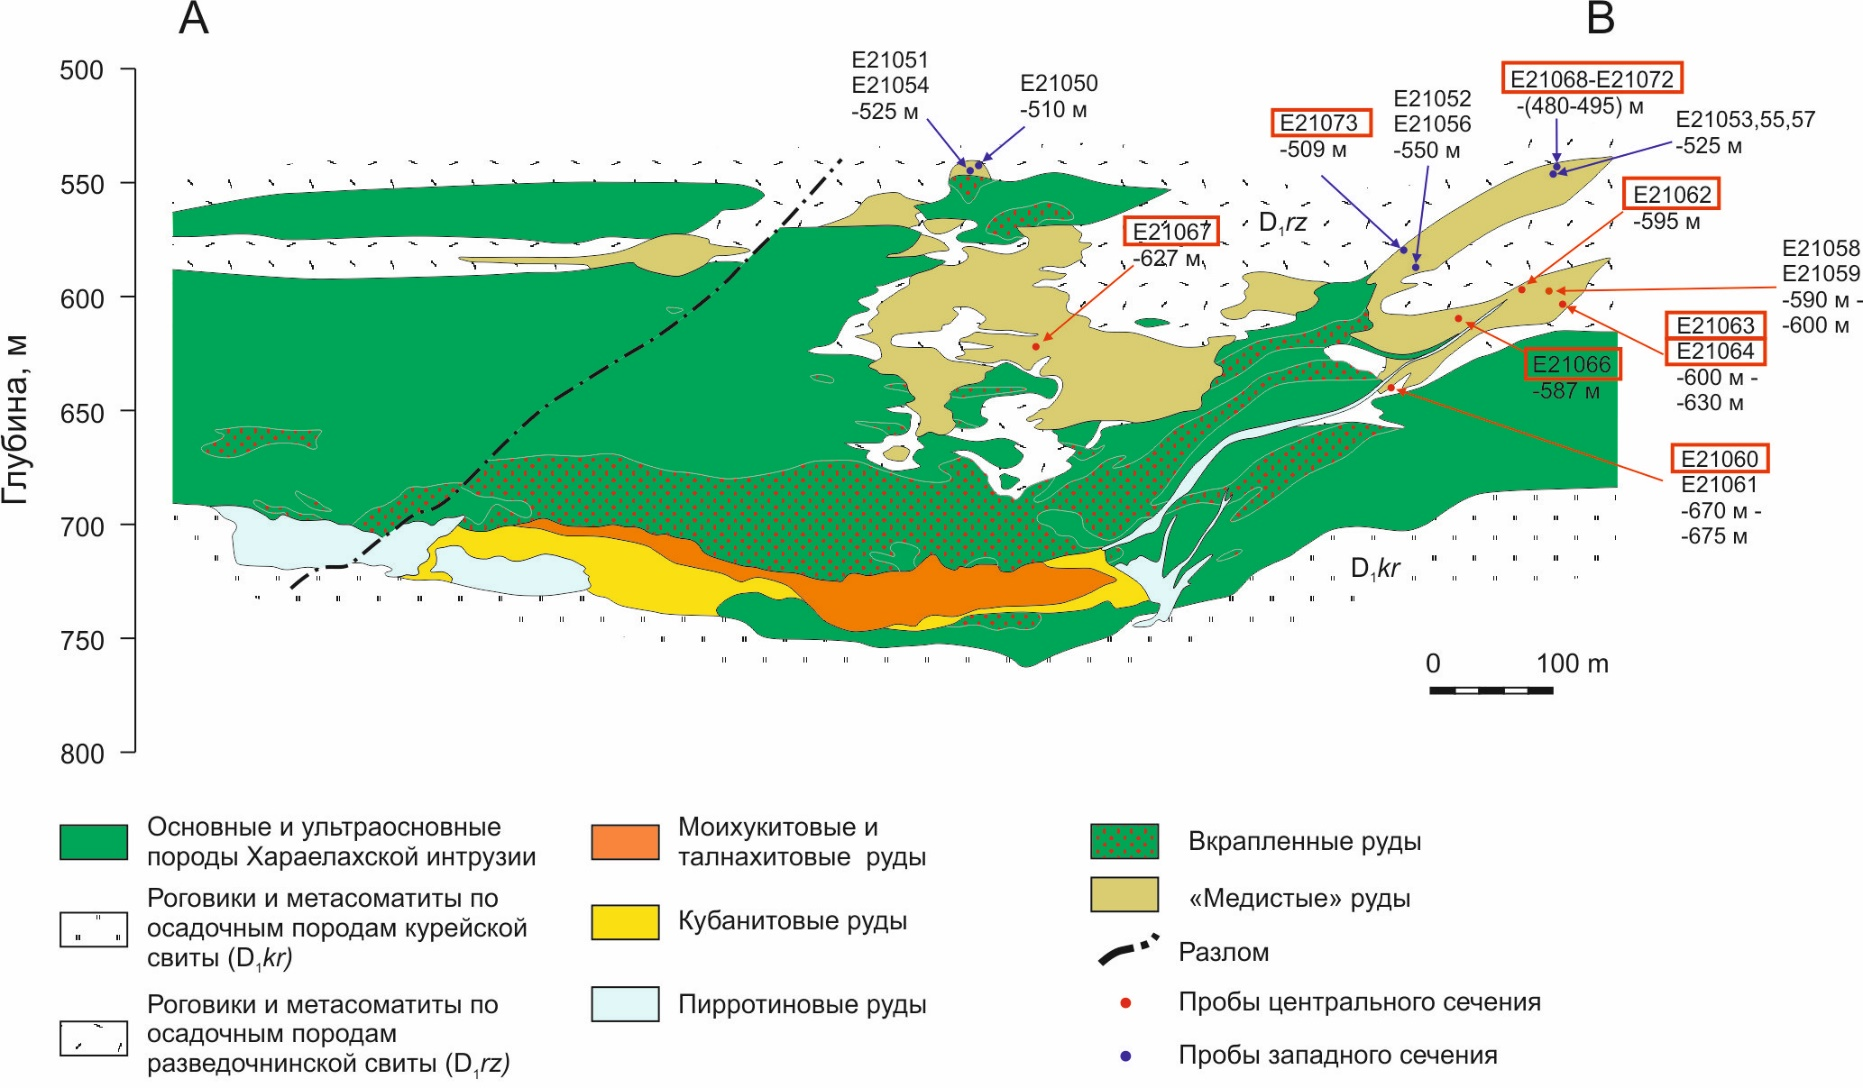 A
B
500
550
600
650
700
750
800
Глубина, м
E21051
E21054
-525 м
E21050
-510 м
E21073
-509 м
E21052
E21056
-550 м
E21068-E21072
-(480-495) м
E21053,55,57
-525 м
E21062
-595 м
E21067
-627 м
D₁rz
E21058
E21059
-590 м -
-600 м
E21063
E21064
-600 м -
-630 м
E21066
-587 м
E21060
E21061
-670 м -
-675 м
D₁kr
0 100 m
Основные и ультраосновные
породы Хараелахской интрузии
Роговики и метасоматиты по
осадочным породам курейской
свиты (D₁kr)
Роговики и метасоматиты по
осадочным породам
разведочнинской свиты (D₁rz)
Моихукитовые и
талнахитовые руды
Кубанитовые руды
Пирротиновые руды
Вкрапленные руды
«Медистые» руды
Разлом
Пробы центрального сечения
Пробы западного сечения